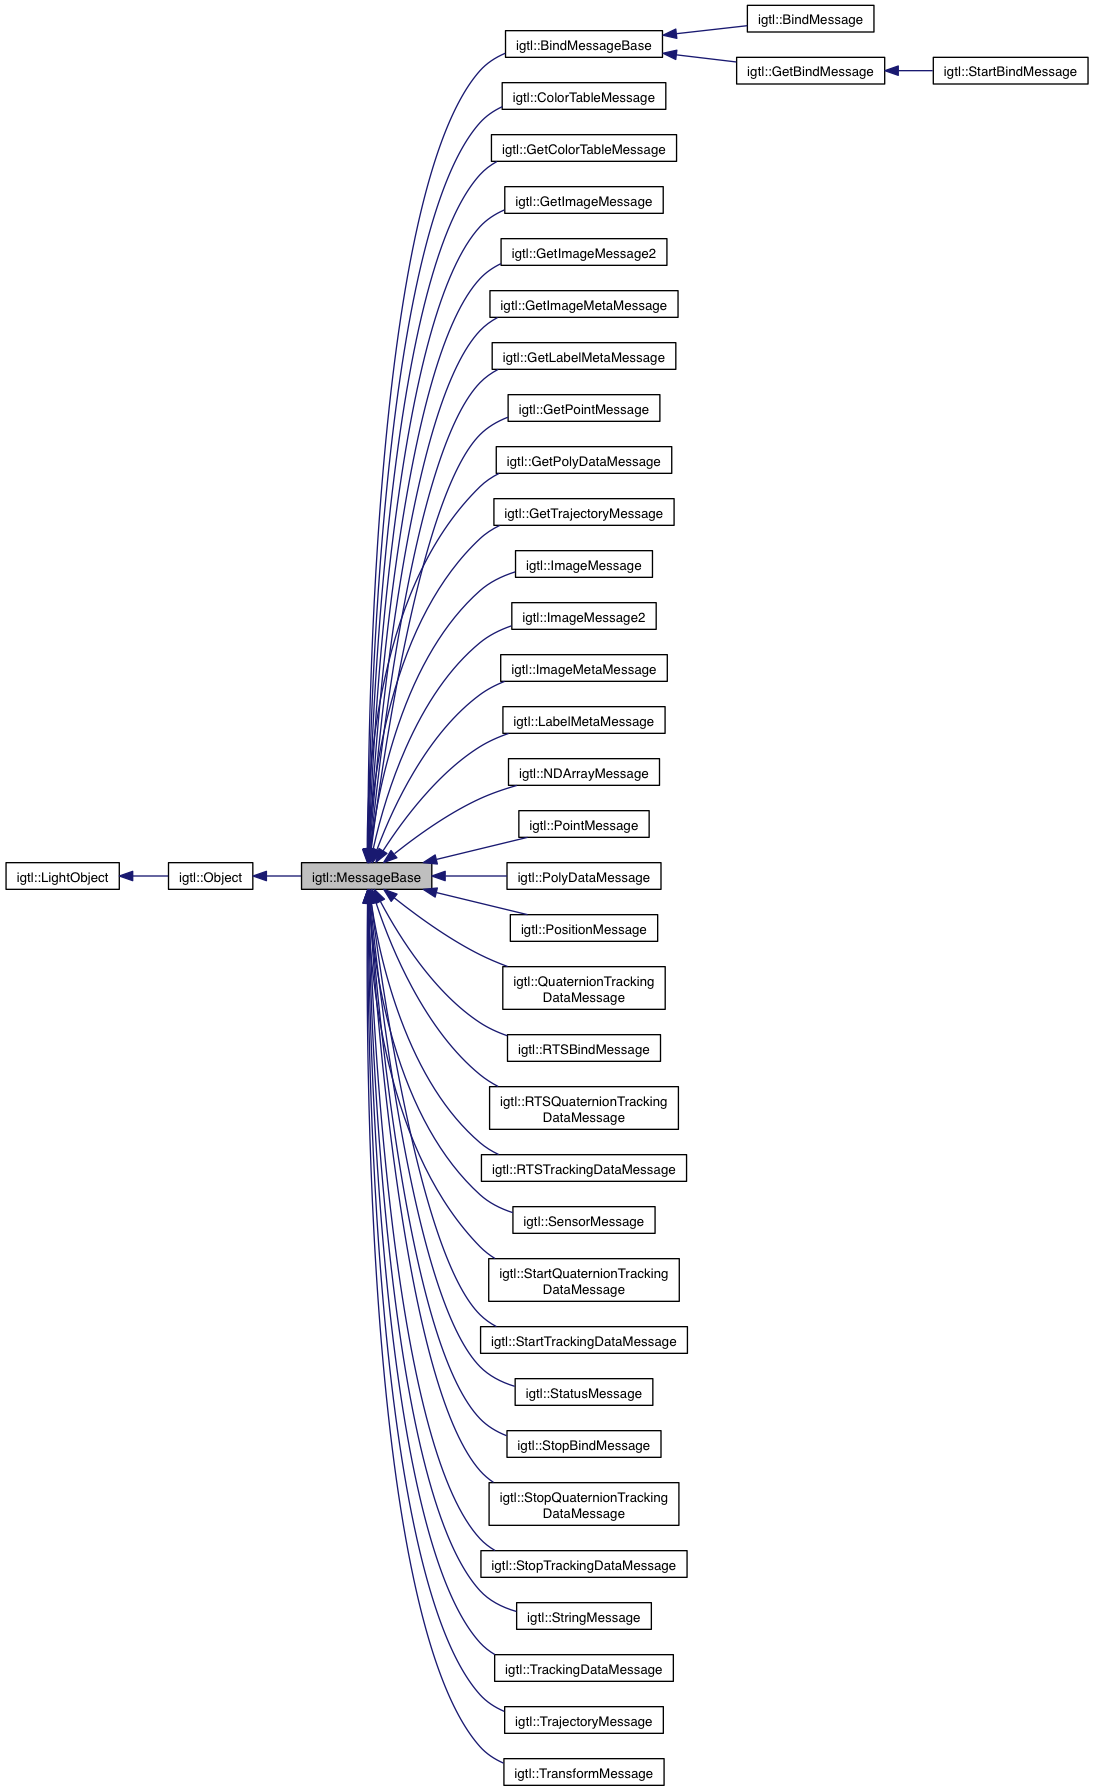 igtl::BindMessage
igtl::BindMessageBase
igtl::GetBindMessage
igtl::StartBindMessage
igtl::ColorTableMessage
igtl::GetColorTableMessage
igtl::GetImageMessage
igtl::GetImageMessage2
igtl::GetImageMetaMessage
igtl::GetLabelMetaMessage
igtl::GetPointMessage
igtl::GetPolyDataMessage
igtl::GetTrajectoryMessage
igtl::ImageMessage
igtl::ImageMessage2
igtl::ImageMetaMessage
igtl::LabelMetaMessage
igtl::NDArrayMessage
igtl::PointMessage
igtl::LightObject
igtl::Object
igtl::MessageBase
igtl::PolyDataMessage
igtl::PositionMessage
igtl::QuaternionTracking
DataMessage
igtl::RTSBindMessage
igtl::RTSQuaternionTracking
DataMessage
igtl::RTSTrackingDataMessage
igtl::SensorMessage
igtl::StartQuaternionTracking
DataMessage
igtl::StartTrackingDataMessage
igtl::StatusMessage
igtl::StopBindMessage
igtl::StopQuaternionTracking
DataMessage
igtl::StopTrackingDataMessage
igtl::StringMessage
igtl::TrackingDataMessage
igtl::TrajectoryMessage
igtl::TransformMessage